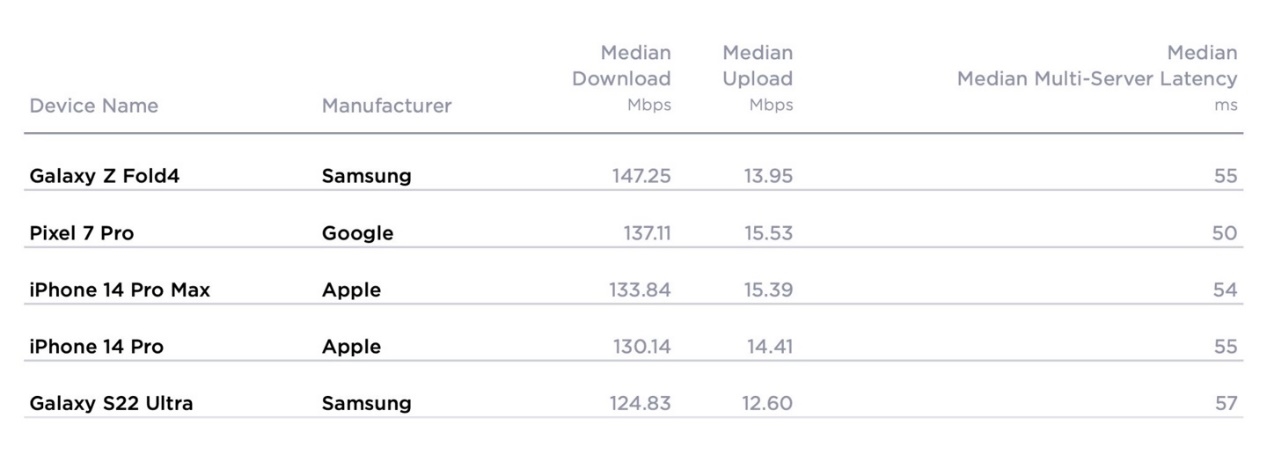 Median Median Median
Download Upload Median Multi-Server Latency
Device Name Manufacturer Mbps Mbps ms
Galaxy Z Fold4 Samsung 147.25 13.95 55
Pixel 7 Pro Google 137.11 15.53 50
iPhone 14 Pro Max Apple 133.84 15.39 54
iPhone 14 Pro Apple 130.14 14.41 55
Galaxy S22 Ultra Samsung 124.83 12.60 57